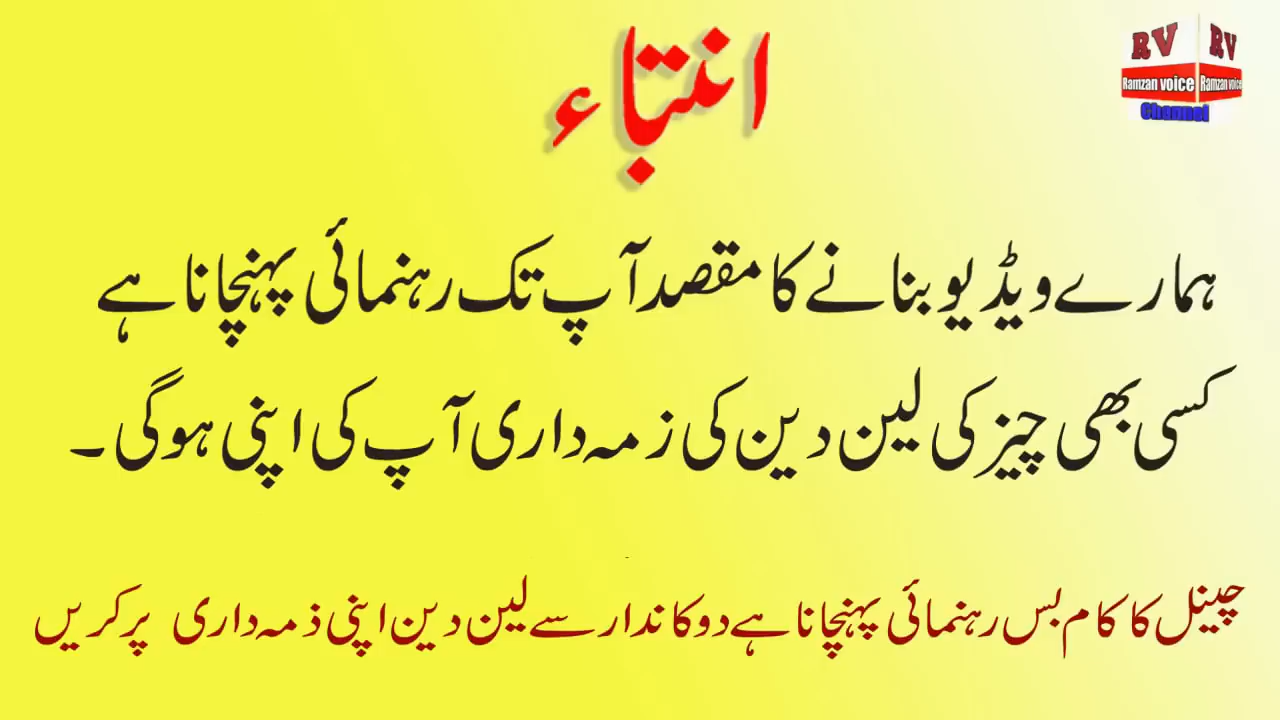 انتباء
RV RV
Ramzan voice Ramzan voice
Channel
ہمارے ویڈیو بنانے کا مقصد آپ تک رہنمائی پہنچانا ہے
کسی بھی چیز کی لین دین کی زمہ داری آپ کی اپنی ہوگی۔
چینل کا کام بس رہنمائی پہنچانا ہے دوکاندار سے لین دین اپنی ذمہ داری پر کریں